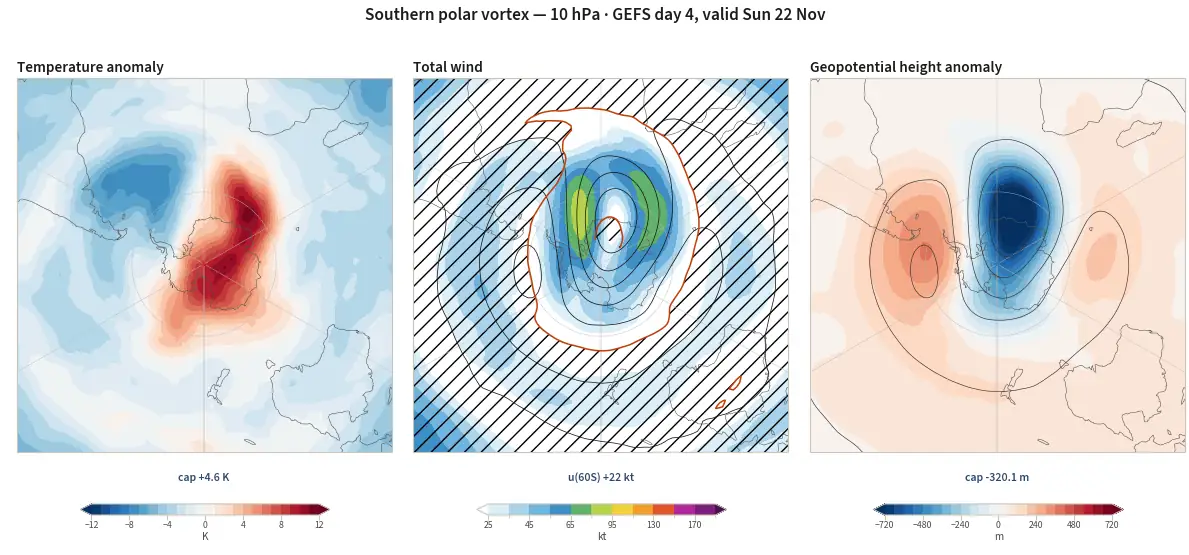 Southern polar vortex — 10 hPa · GEFS day 4, valid Sun 22 Nov
Temperature anomaly
Total wind
Geopotential height anomaly
cap +4.6 K
u(60S) +22 kt
cap -320.1 m
−12 −8 −4 0 4 8 12
K
25 45 65 95 130 170
kt
−720 −480 −240 0 240 480 720
m